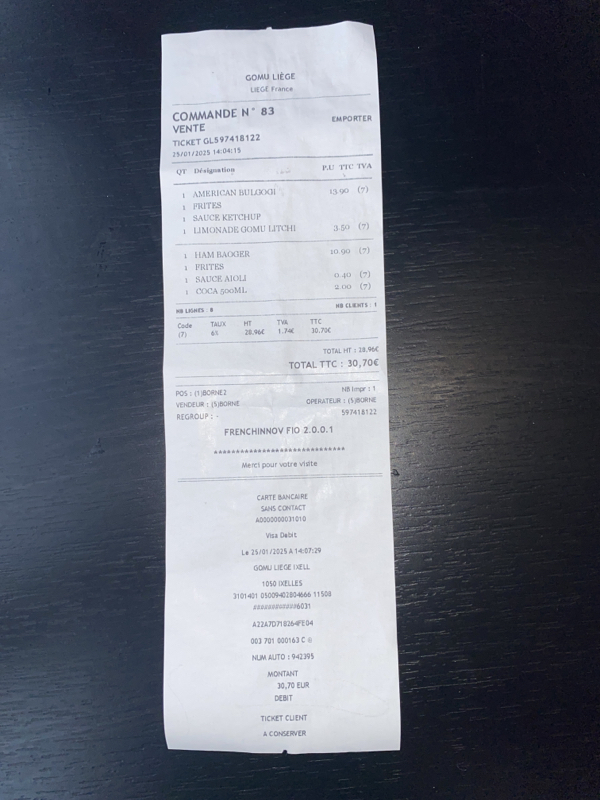 GOMU LIÈGE
LIEGE France
COMMANDE N° 83
EMPORTER
VENTE
TICKET GL597418122
25/01/2025 14:04:15
QT Désignation P.U TTC TVA
1 AMERICAN BULGOGI 13.90 (7)
1 FRITES
1 SAUCE KETCHUP
1 LIMONADE GOMU LITCHI 3.50 (7)
1 HAM BAOGER 10.90 (7)
1 FRITES
1 SAUCE AIOLI 0.40 (7)
1 COCA 500ML 2.00 (7)
NB LIGNES : 8 NB CLIENTS : 1
Code TAUX HT TVA TTC
(7) 6% 28.96€ 1.74€ 30.70€
TOTAL HT : 28,96€
TOTAL TTC : 30,70€
POS : (1)BORNE2 NB Impr : 1
VENDEUR : (5)BORNE OPERATEUR : (5)BORNE
REGROUP : - 597418122
FRENCHINNOV FIO 2.0.0.1
****************************
Merci pour votre visite
CARTE BANCAIRE
SANS CONTACT
A0000000031010
Visa Debit
Le 25/01/2025 A 14:07:29
GOMU LIEGE IXELL
1050 IXELLES
3101401 05009402804666 11508
############6031
A22A7D718264FE04
003 701 000163 C @
NUM AUTO : 942395
MONTANT
30,70 EUR
DEBIT
TICKET CLIENT
A CONSERVER